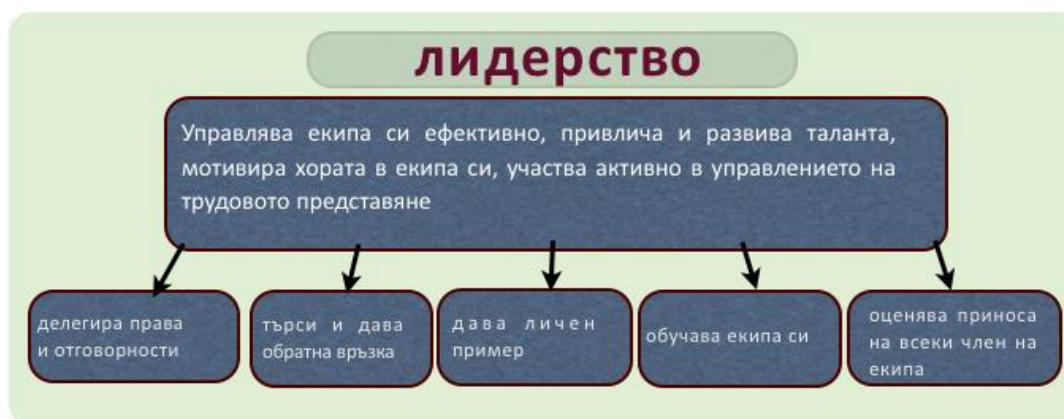 лидерство
Управлява екипа си ефективно, привлича и развива таланта,
мотивира хората в екипа си, участва активно в управлението на
трудовото представяне
делегира права
и отговорности
търси и дава
обратна връзка
дава личен
пример
обучава екипа си
оценява приноса
на всеки член на
екипа